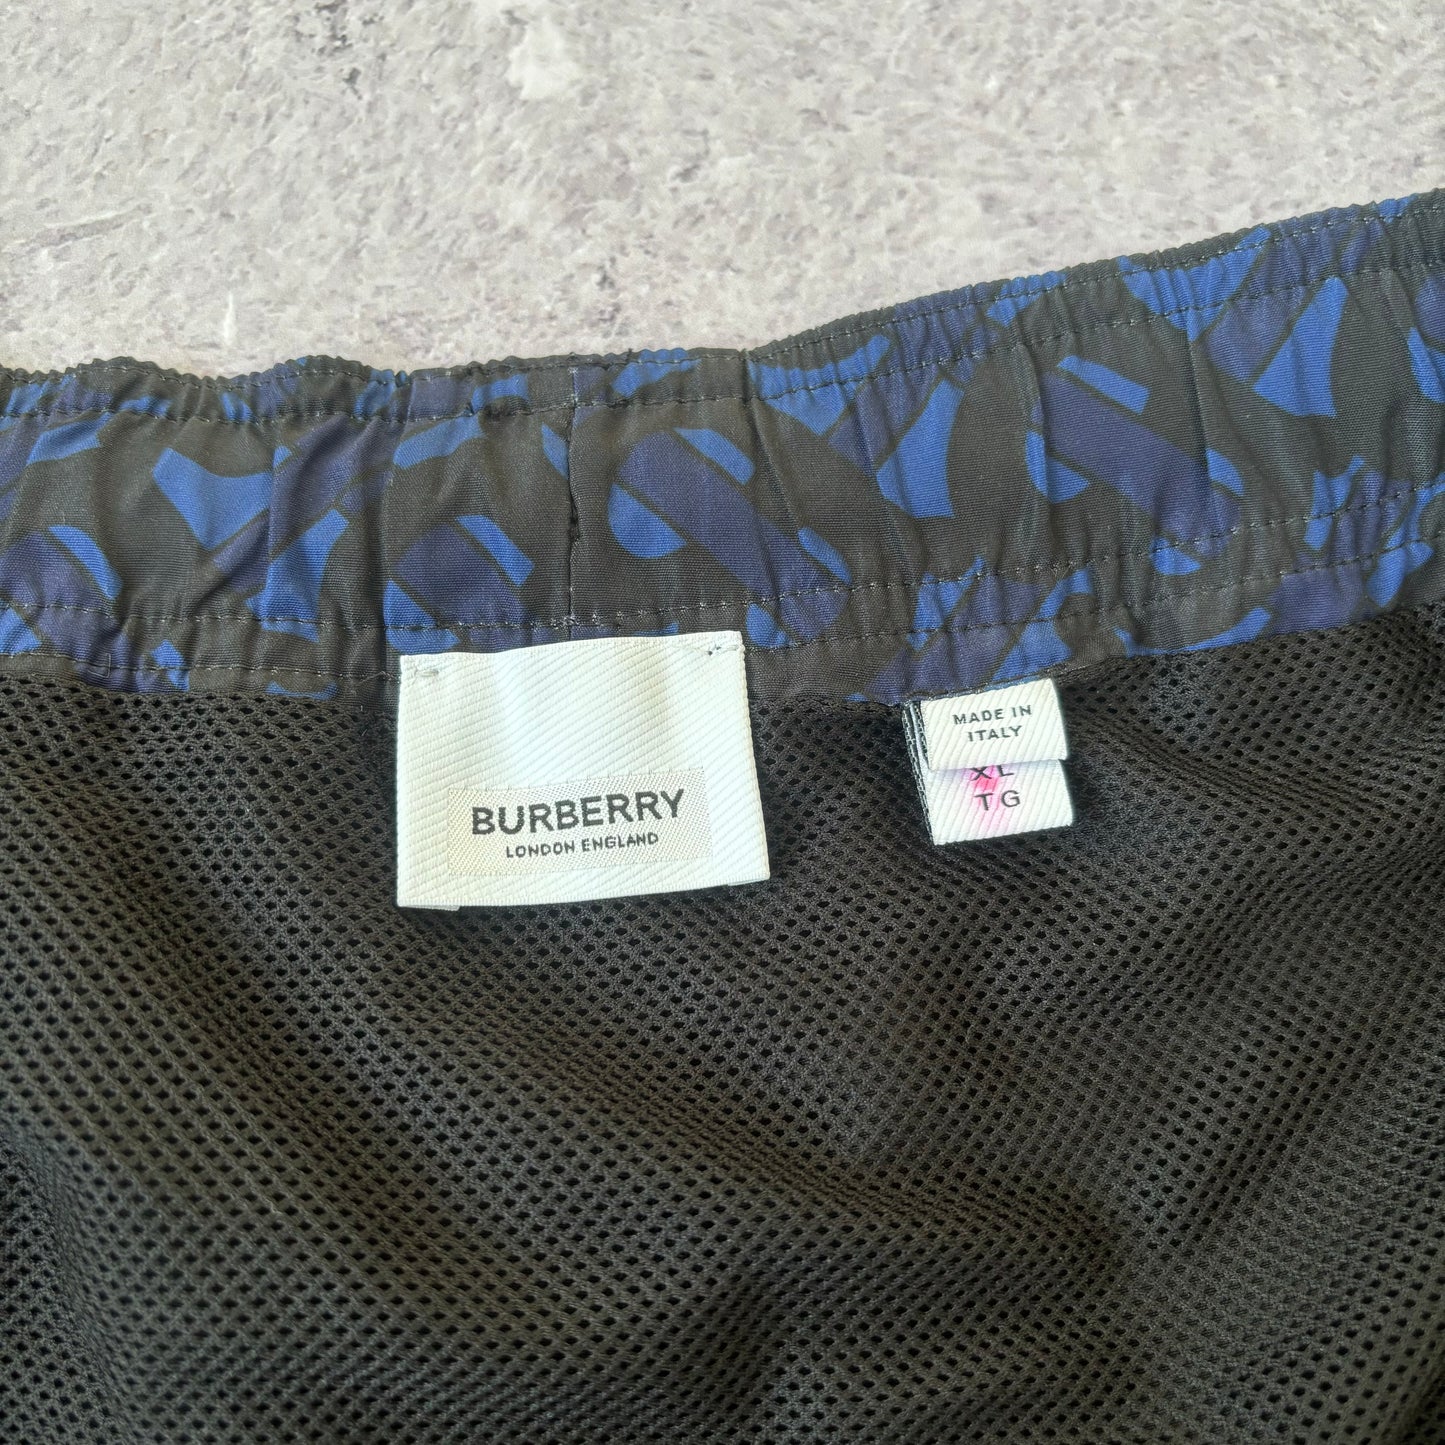 BURBERRY
LONDON ENGLAND
MADE IN
ITALY
XL
TG